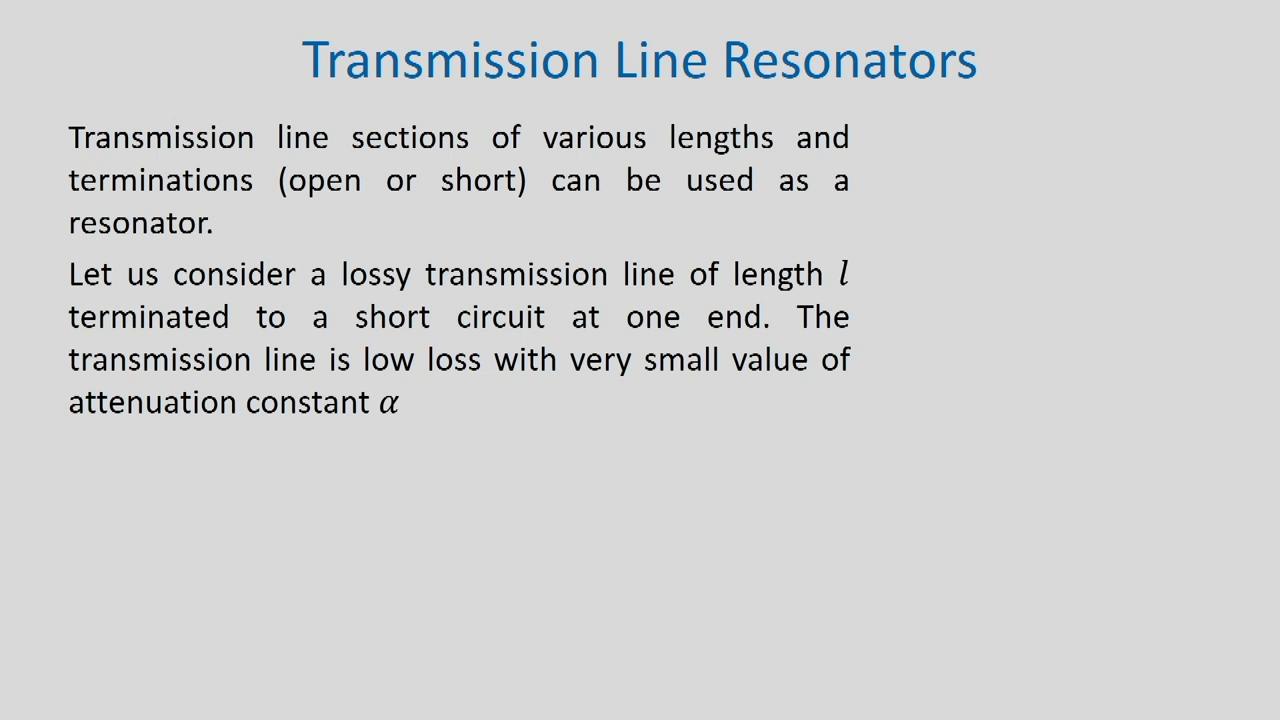 Transmission Line Resonators
Transmission line sections of various lengths and
terminations (open or short) can be used as a
resonator.
Let us consider a lossy transmission line of length 𝑙
terminated to a short circuit at one end. The
transmission line is low loss with very small value of
attenuation constant 𝛼